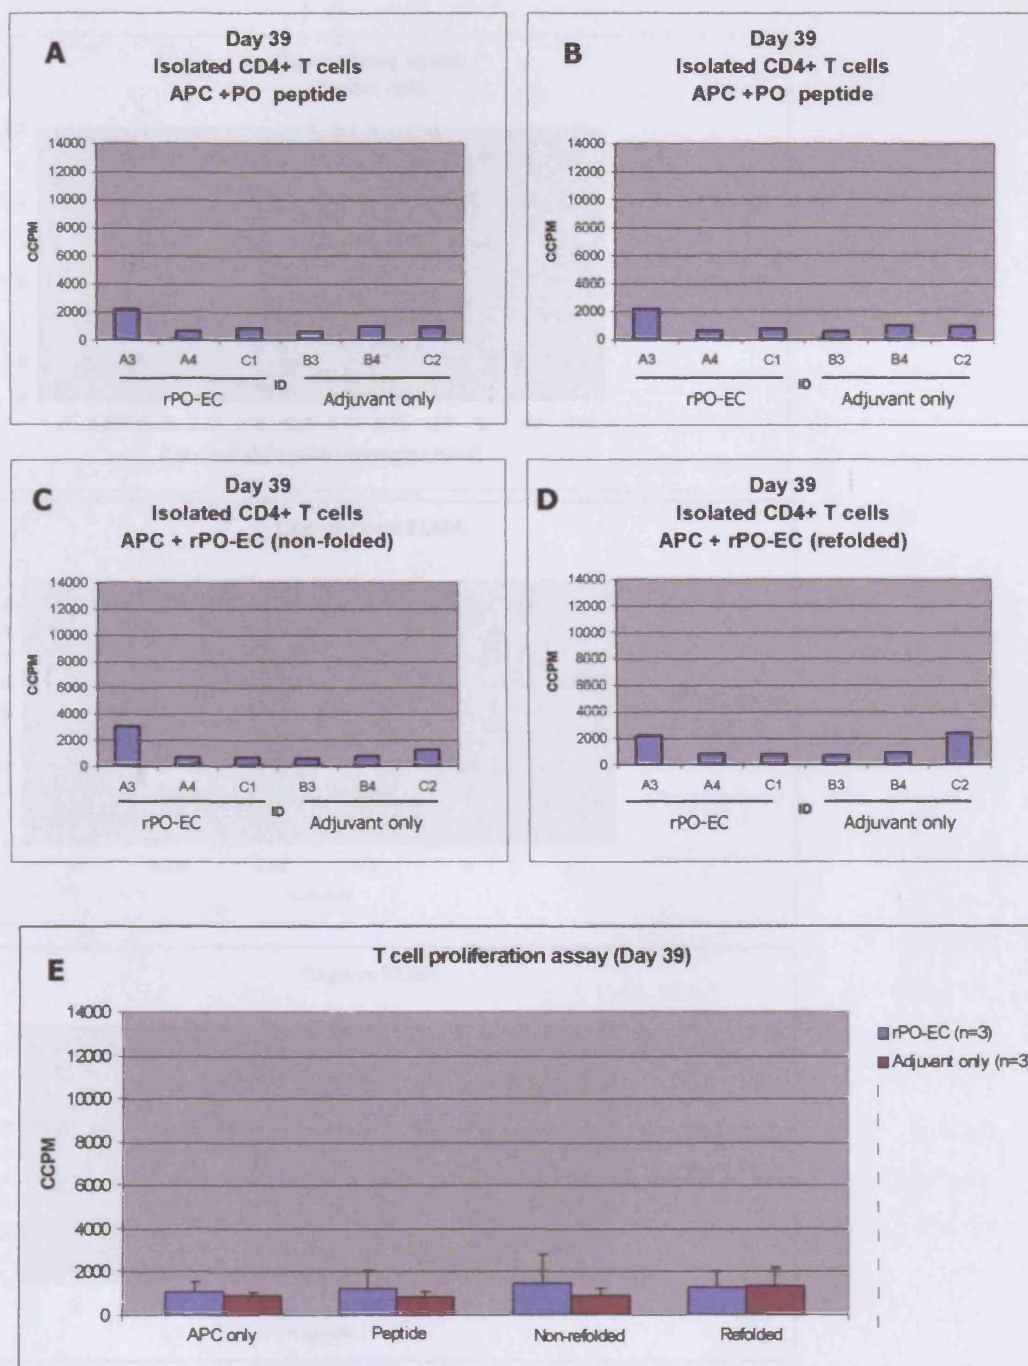 A
Day 39
Isolated CD4+ T cells
APC +PO peptide
14000
12000
10000
8000
6000
4000
2000
0
CCPM
A3 A4 C1 B3 B4 C2
ID
rPO-EC Adjuvant only
B
Day 39
Isolated CD4+ T cells
APC +PO peptide
14000
12000
10000
8000
6000
4000
2000
0
CCPM
A3 A4 C1 B3 B4 C2
ID
rPO-EC Adjuvant only
C
Day 39
Isolated CD4+ T cells
APC + rPO-EC (non-folded)
14000
12000
10000
8000
6000
4000
2000
0
CCPM
A3 A4 C1 B3 B4 C2
ID
rPO-EC Adjuvant only
D
Day 39
Isolated CD4+ T cells
APC + rPO-EC (refolded)
14000
12000
10000
8000
6000
4000
2000
0
CCPM
A3 A4 C1 B3 B4 C2
ID
rPO-EC Adjuvant only
E
T cell proliferation assay (Day 39)
14000
12000
10000
8000
6000
4000
2000
0
CCPM
APC only Peptide Non-refolded Refolded
rPO-EC (n=3)
Adjuvant only (n=3